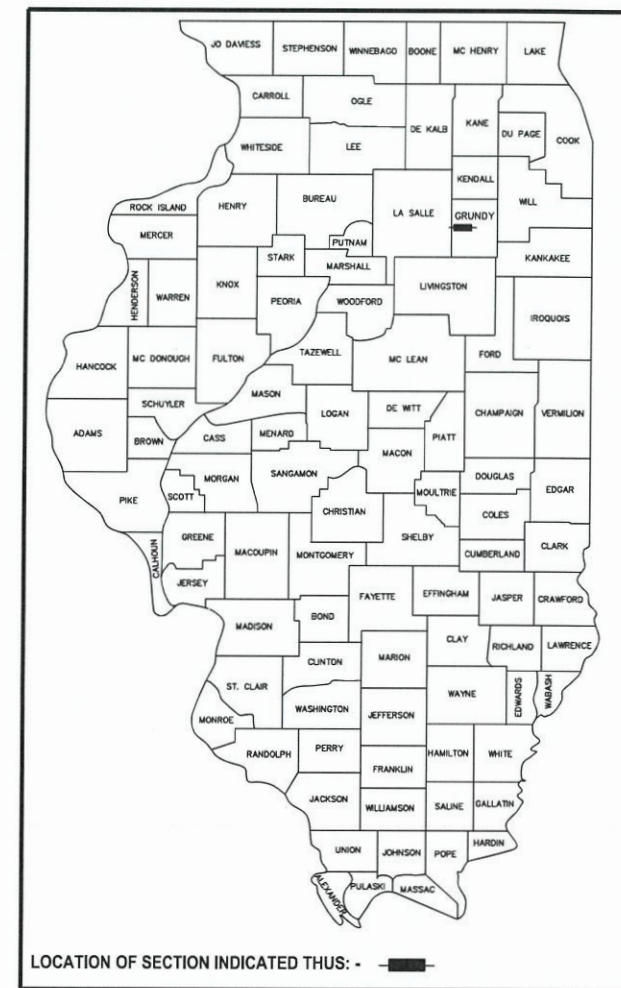 JO DAVIESS STEPHENSON WINNEBAGO BOONE MC HENRY LAKE
CARROLL OGLE DE KALB KANE DU PAGE COOK
WHITESIDE LEE
KENDALL WILL
ROCK ISLAND HENRY BUREAU LA SALLE GRUNDY
MERCER PUTNAM
STARK MARSHALL KANKAKEE
HENDERSON WARREN KNOX PEORIA WOODFORD LIVINGSTON IROQUOIS
HANCOCK MC DONOUGH FULTON TAZEWELL MC LEAN FORD
MASON
SCHUYLER LOGAN DE WITT CHAMPAIGN VERMILION
ADAMS BROWN CASS MENARD MACON PIATT
PIKE SCOTT MORGAN SANGAMON MOULTRIE DOUGLAS EDGAR
CHRISTIAN COLES
CALHOUN GREENE MACOUPIN MONTGOMERY SHELBY CUMBERLAND CLARK
JERSEY
FAYETTE EFFINGHAM JASPER CRAWFORD
MADISON BOND
CLAY RICHLAND LAWRENCE
CLINTON MARION
ST. CLAIR WAYNE EDWARDS WABASH
WASHINGTON JEFFERSON
MONROE
RANDOLPH PERRY HAMILTON WHITE
FRANKLIN
JACKSON WILLIAMSON SALINE GALLATIN
UNION JOHNSON POPE HARDIN
ALEXANDER PULASKI MASSAC
LOCATION OF SECTION INDICATED THUS: -